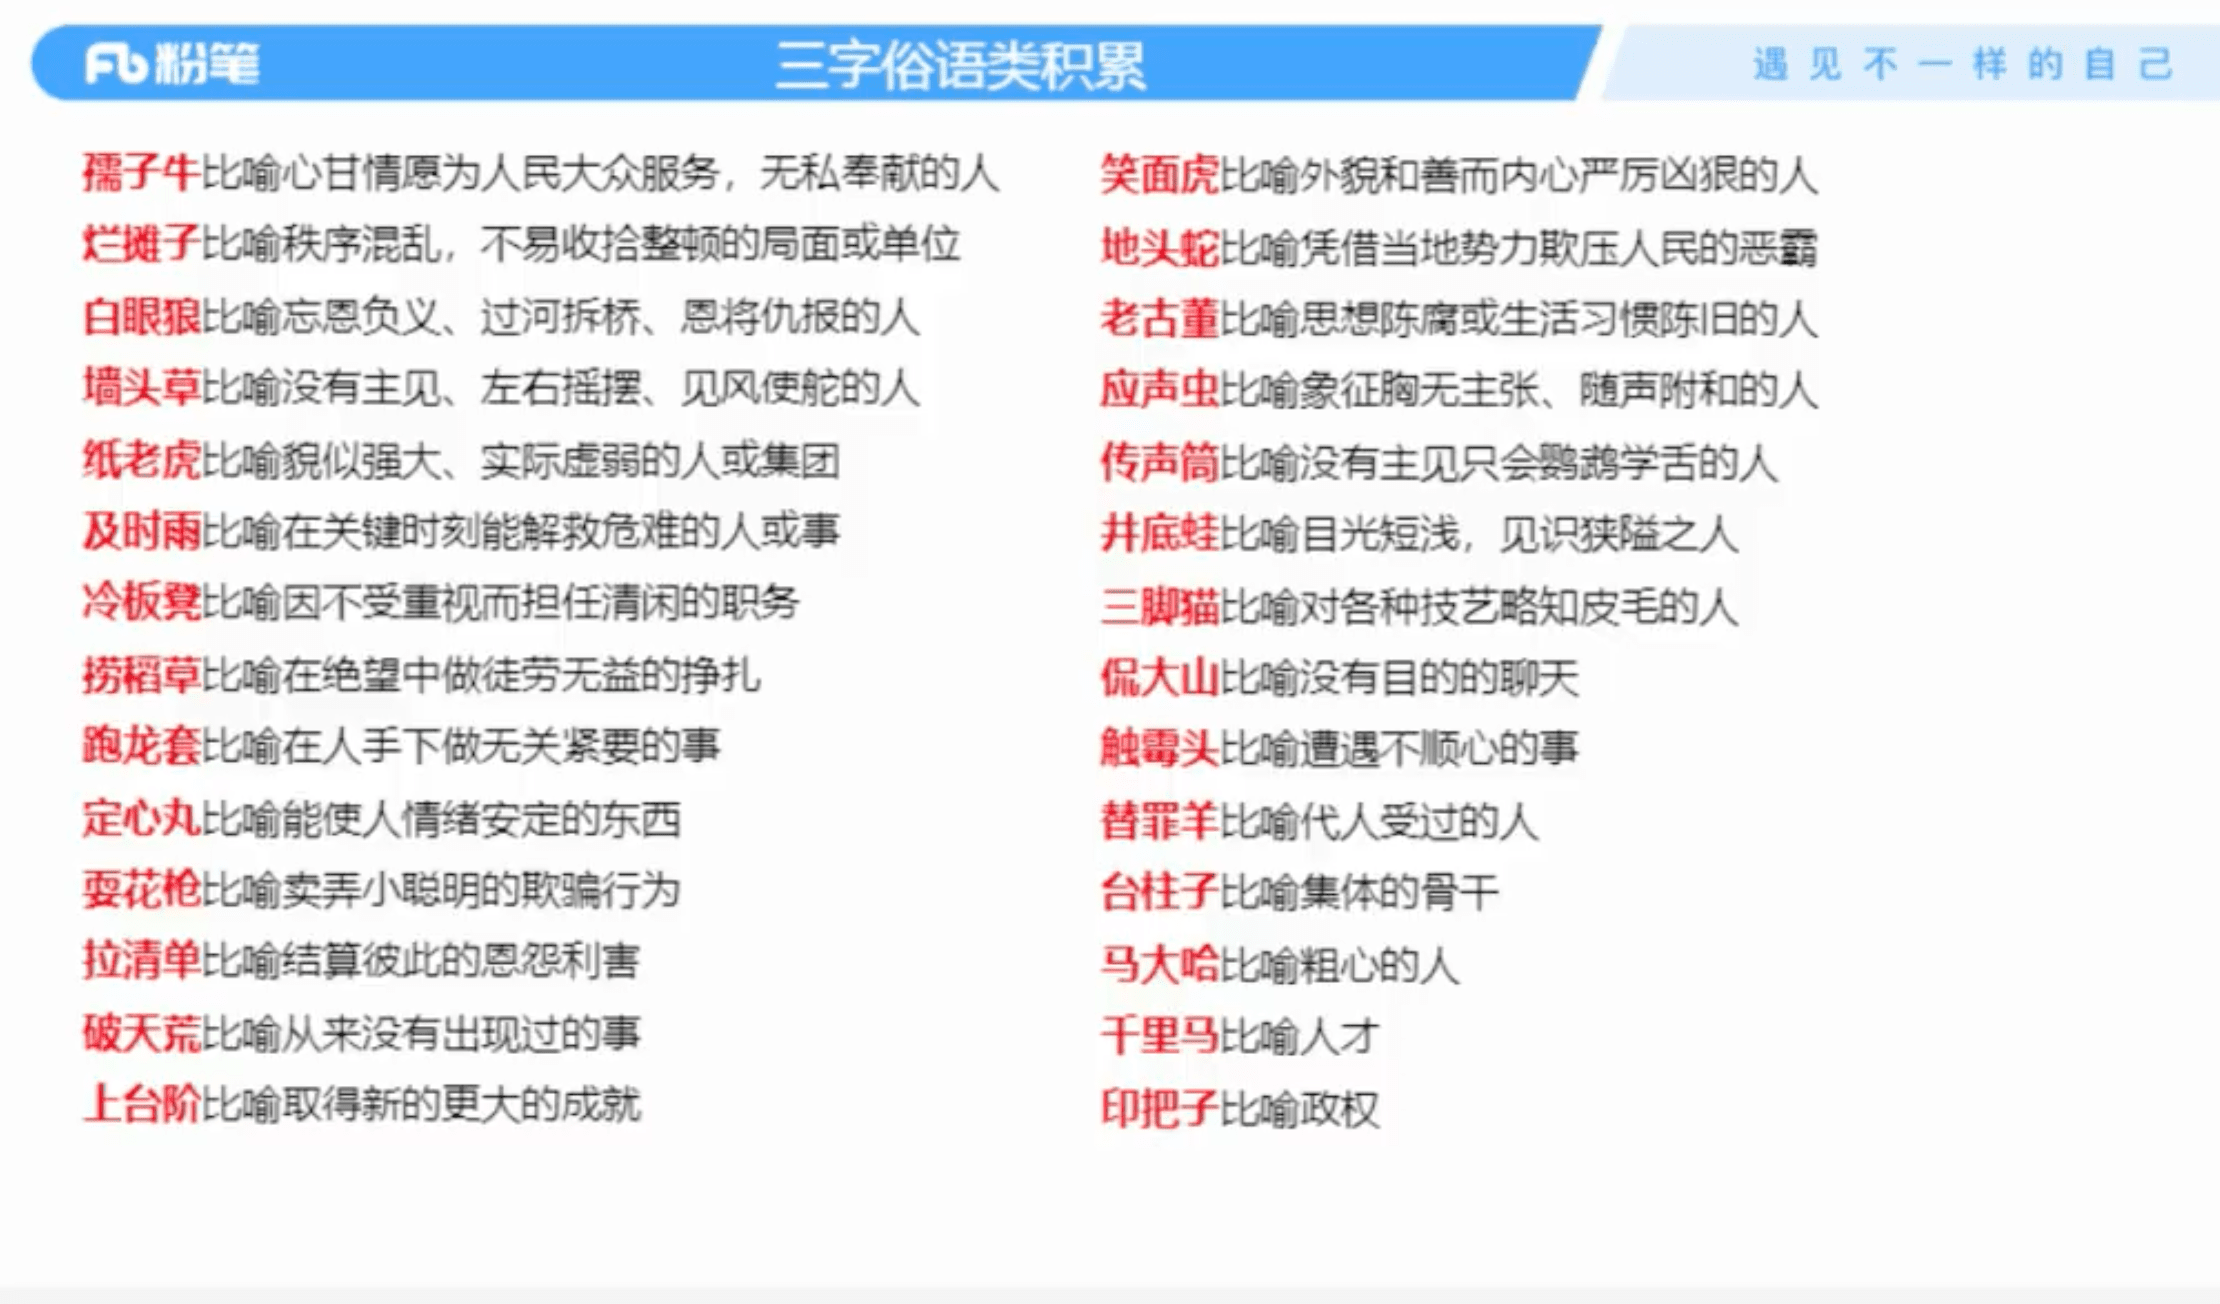 粉笔
三字俗语类积累
遇见不一样的自己
孺子牛比喻心甘情愿为人民大众服务，无私奉献的人
烂摊子比喻秩序混乱，不易收拾整顿的局面或单位
白眼狼比喻忘恩负义、过河拆桥、恩将仇报的人
墙头草比喻没有主见、左右摇摆、见风使舵的人
纸老虎比喻貌似强大、实际虚弱的人或集团
及时雨比喻在关键时刻能解救危难的人或事
冷板凳比喻因不受重视而担任清闲的职务
捞稻草比喻在绝望中做徒劳无益的挣扎
跑龙套比喻在人手下做无关紧要的事
定心丸比喻能使人情绪安定的东西
耍花枪比喻卖弄小聪明的欺骗行为
拉清单比喻结算彼此的恩怨利害
破天荒比喻从来没有出现过的事
上台阶比喻取得新的更大的成就
笑面虎比喻外貌和善而内心严厉凶狠的人
地头蛇比喻凭借当地势力欺压人民的恶霸
老古董比喻思想陈腐或生活习惯陈旧的人
应声虫比喻象征胸无主张、随声附和的人
传声筒比喻没有主见只会鹦鹉学舌的人
井底蛙比喻目光短浅，见识狭隘之人
三脚猫比喻对各种技艺略知皮毛的人
侃大山比喻没有目的的聊天
触霉头比喻遭遇不顺心的事
替罪羊比喻代人受过的人
台柱子比喻集体的骨干
马大哈比喻粗心的人
千里马比喻人才
印把子比喻政权